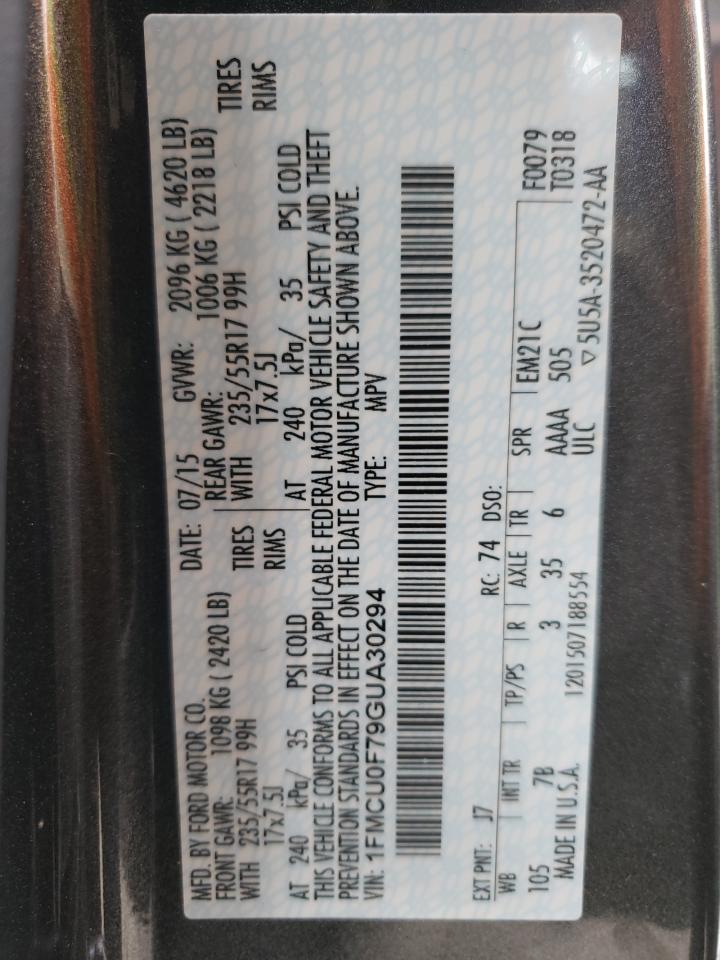 MFD. BY FORD MOTOR CO. DATE: 07/15 GVWR: 2096 KG ( 4620 LB)
FRONT GAWR: 1098 KG ( 2420 LB) REAR GAWR: 1006 KG ( 2218 LB)
WITH 235/55R17 99H TIRES WITH 235/55R17 99H TIRES
17x7.5J RIMS 17x7.5J RIMS
AT 240 kPa/ 35 PSI COLD AT 240 kPa/ 35 PSI COLD
THIS VEHICLE CONFORMS TO ALL APPLICABLE FEDERAL MOTOR VEHICLE SAFETY AND THEFT
PREVENTION STANDARDS IN EFFECT ON THE DATE OF MANUFACTURE SHOWN ABOVE.
VIN: 1FMCU0F79GUA30294 TYPE: MPV
EXT PNT: J7 RC: 74 DSO:
WB INT TR TP/PS R AXLE TR SPR EM21C F0079
105 7B 3 35 6 AAAA 505 T0318
MADE IN U.S.A. ULC
1201507188554 ▽5U5A-3520472-AA